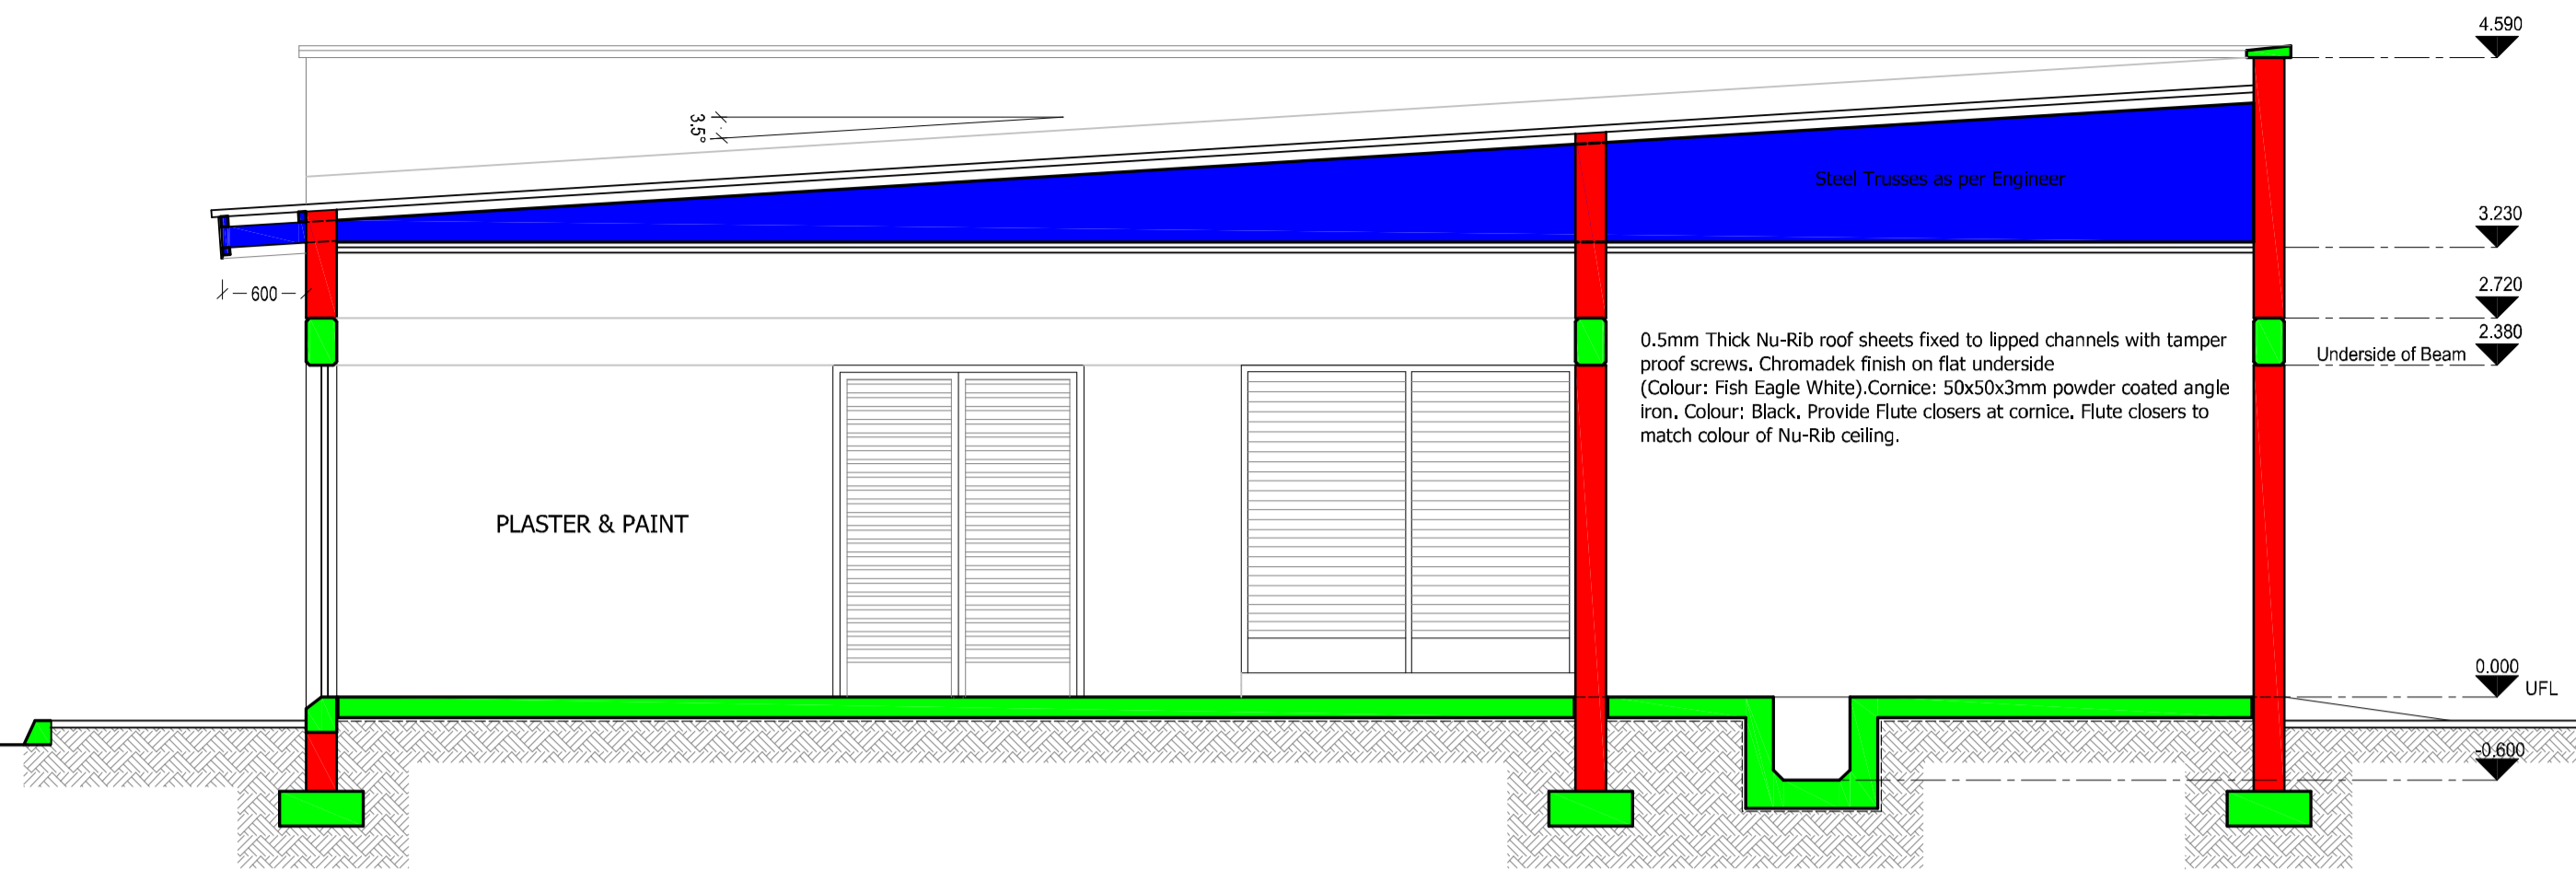 4.590
3.5°
Steel Trusses as per Engineer
3.230
600
2.720
2.380
Underside of Beam
0.5mm Thick Nu-Rib roof sheets fixed to lipped channels with tamper
proof screws. Chromadek finish on flat underside
(Colour: Fish Eagle White).Cornice: 50x50x3mm powder coated angle
iron. Colour: Black. Provide Flute closers at cornice. Flute closers to
match colour of Nu-Rib ceiling.
PLASTER & PAINT
0.000
UFL
-0.600